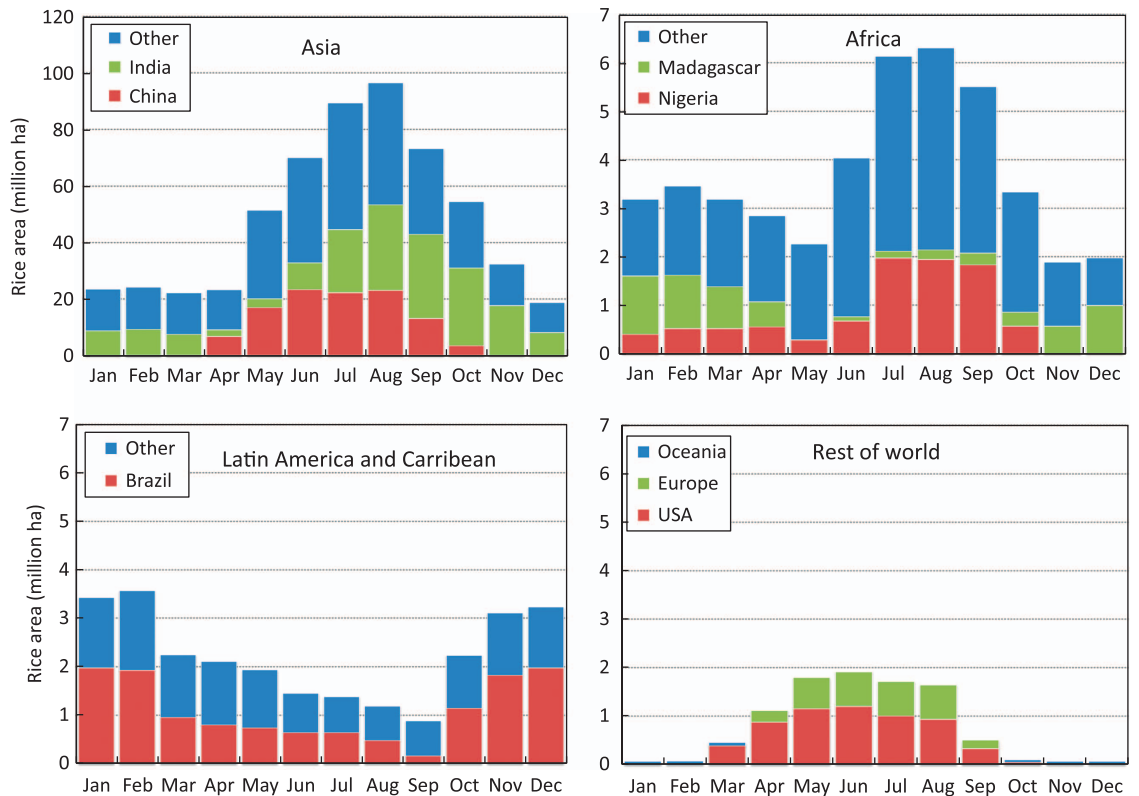 Rice area (million ha)
120
100
80
60
40
20
0
Other
India
China
Asia
Jan Feb Mar Apr May Jun Jul Aug Sep Oct Nov Dec
7
6
5
4
3
2
1
0
Other
Madagascar
Nigeria
Africa
Jan Feb Mar Apr May Jun Jul Aug Sep Oct Nov Dec
Rice area (million ha)
7
6
5
4
3
2
1
0
Other
Brazil
Latin America and Carribean
Jan Feb Mar Apr May Jun Jul Aug Sep Oct Nov Dec
7
6
5
4
3
2
1
0
Oceania
Europe
USA
Rest of world
Jan Feb Mar Apr May Jun Jul Aug Sep Oct Nov Dec